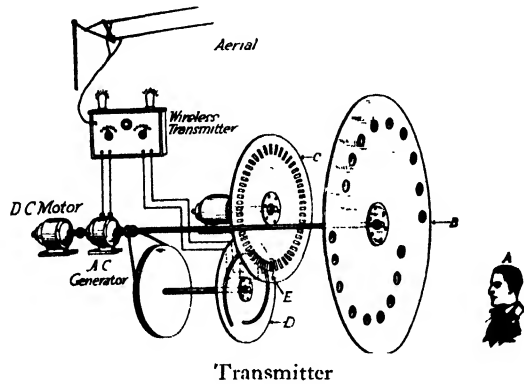 Aerial
Wireless
Transmitter
C
D C Motor
B
A C
Generator
A
E
D
Transmitter